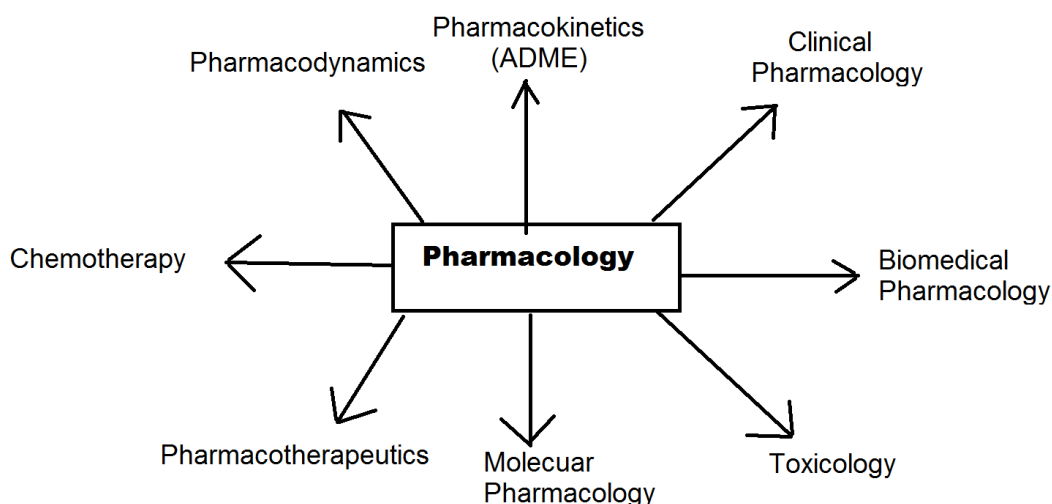 Pharmacokinetics
(ADME)
Clinical
Pharmacology
Pharmacodynamics
Pharmacology
Chemotherapy
Biomedical
Pharmacology
Pharmacotherapeutics
Molecuar
Pharmacology
Toxicology